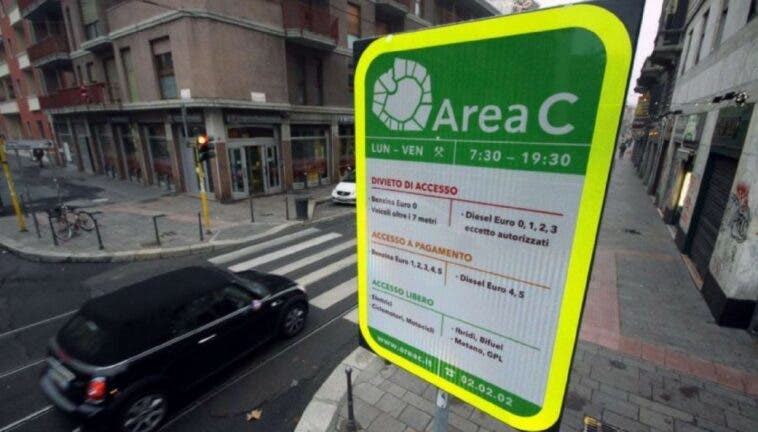 Area C
LUN – VEN 7:30 – 19:30
DIVIETO DI ACCESSO
· Benzina Euro 0
Veicoli oltre i 7 metri
· Diesel Euro 0, 1, 2, 3
eccetto autorizzati
ACCESSO A PAGAMENTO
Benzina Euro 1, 2, 3, 4, 5
· Diesel Euro 4, 5
ACCESSO LIBERO
· Elettrici
· Ciclomotori, Motocicli
· Ibridi, Bifuel
· Metano, GPL
www.areac.it 02.02.02